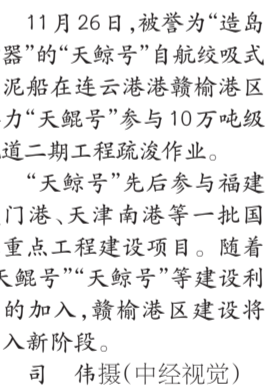 11月26日,被誉为“造岛
器”的“天鲸号”自航绞吸式
泥船在连云港港赣榆港区
力“天鲲号”参与10万吨级
道二期工程疏浚作业。
“天鲸号”先后参与福建
门港、天津南港等一批国
重点工程建设项目。随着
天鲲号”“天鲸号”等建设利
的加入,赣榆港区建设将
入新阶段。
司　伟摄(中经视觉)